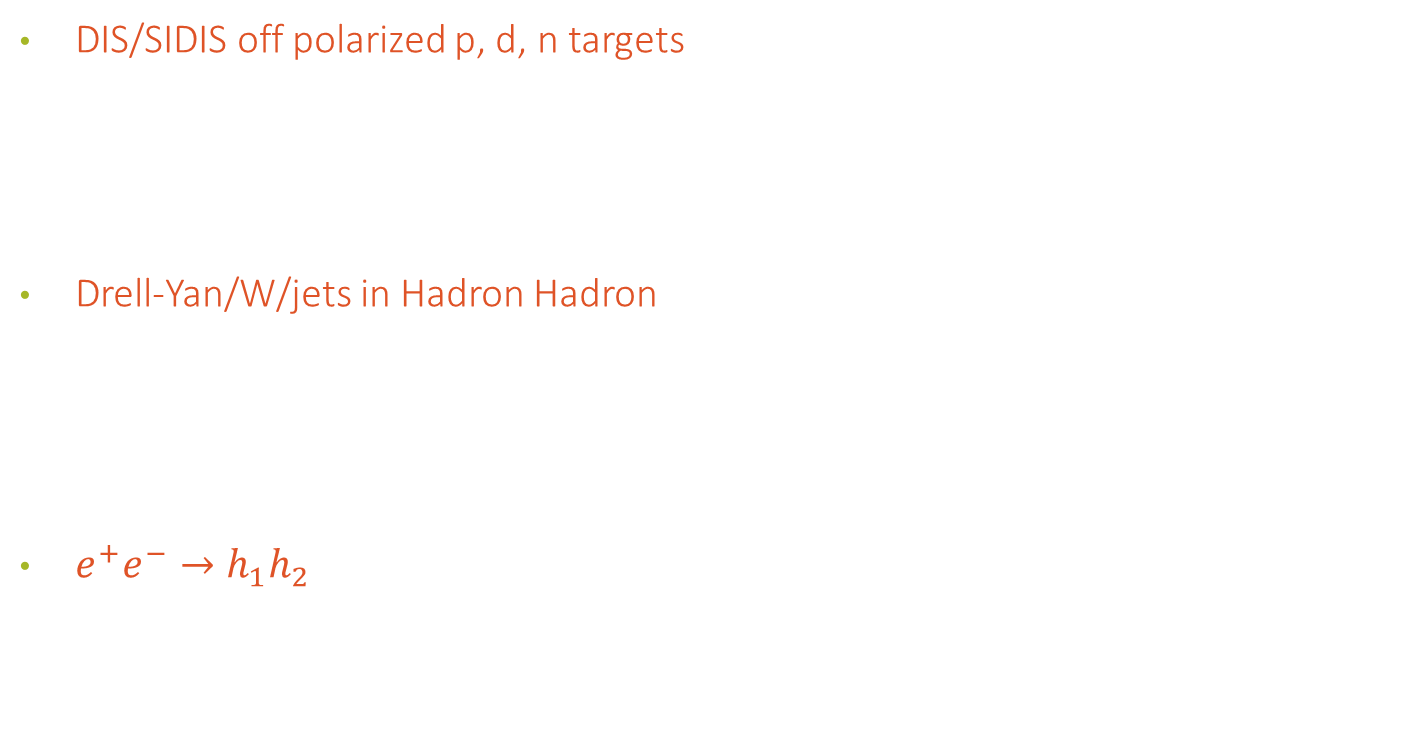 • DIS/SIDIS off polarized p, d, n targets
• Drell-Yan/W/jets in Hadron Hadron
• e⁺e⁻ → h₁h₂